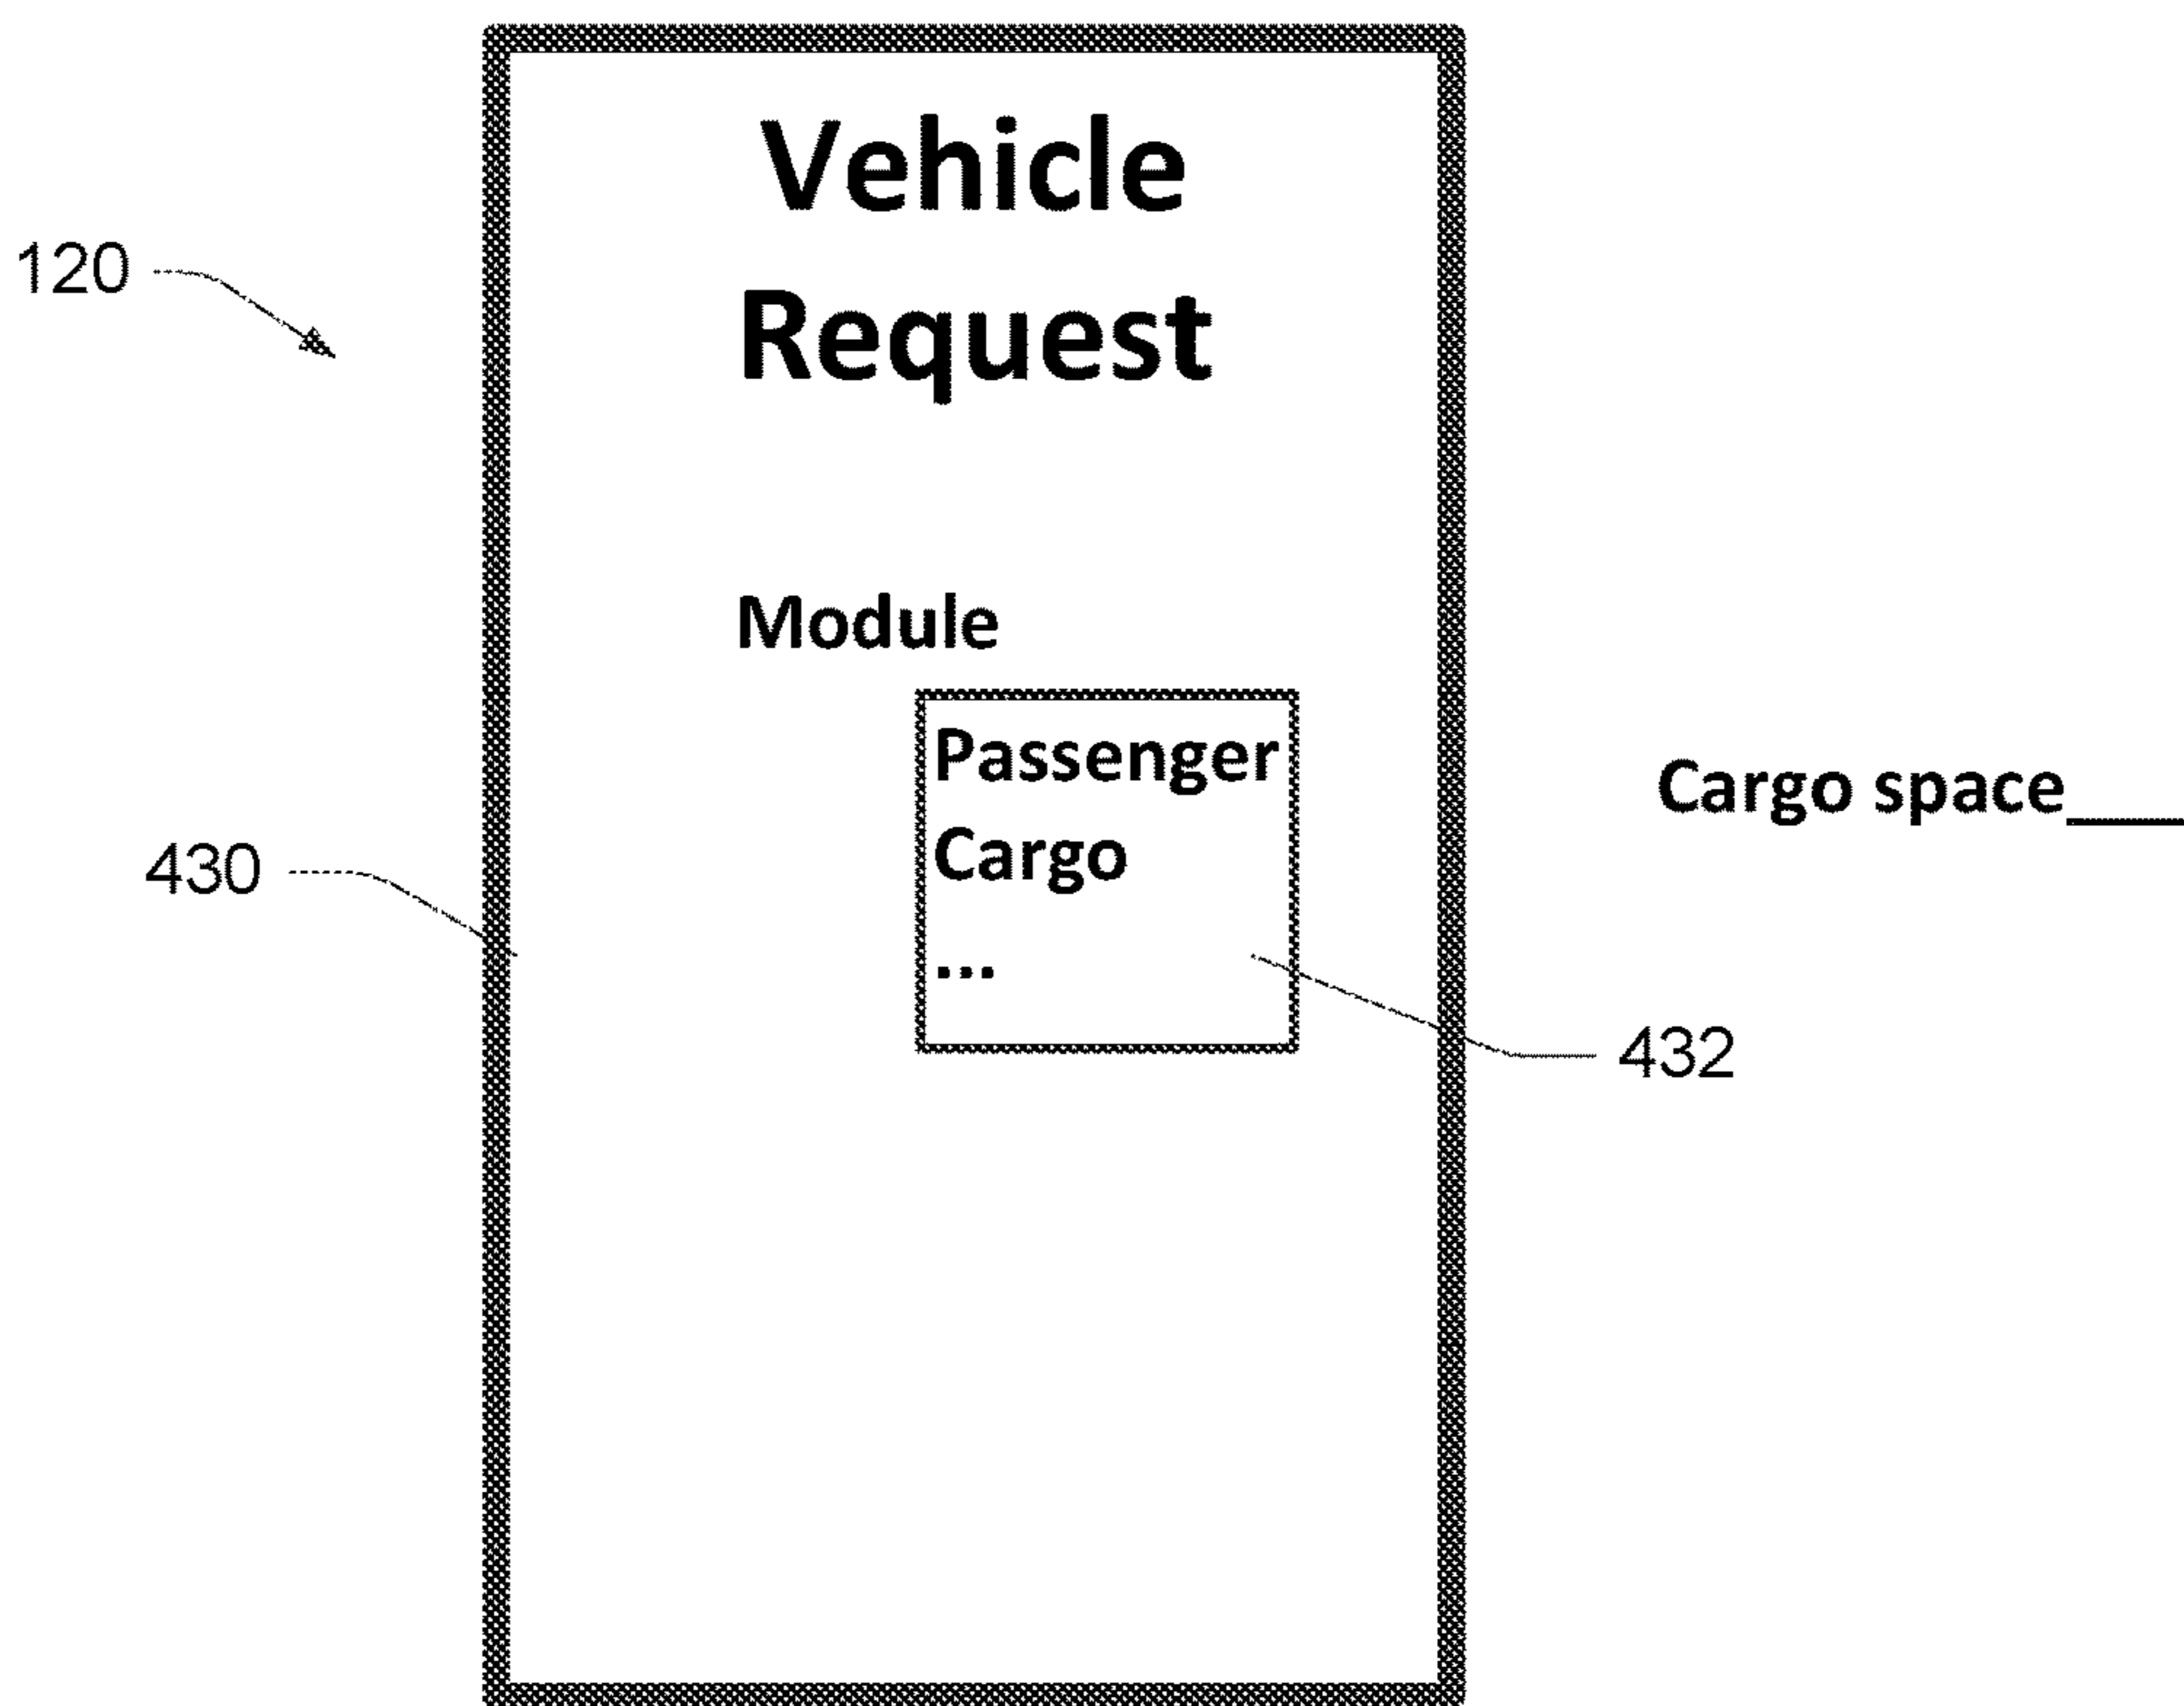 Vehicle
Request
120
Module
Passenger
Cargo space____
Cargo
430
...
432